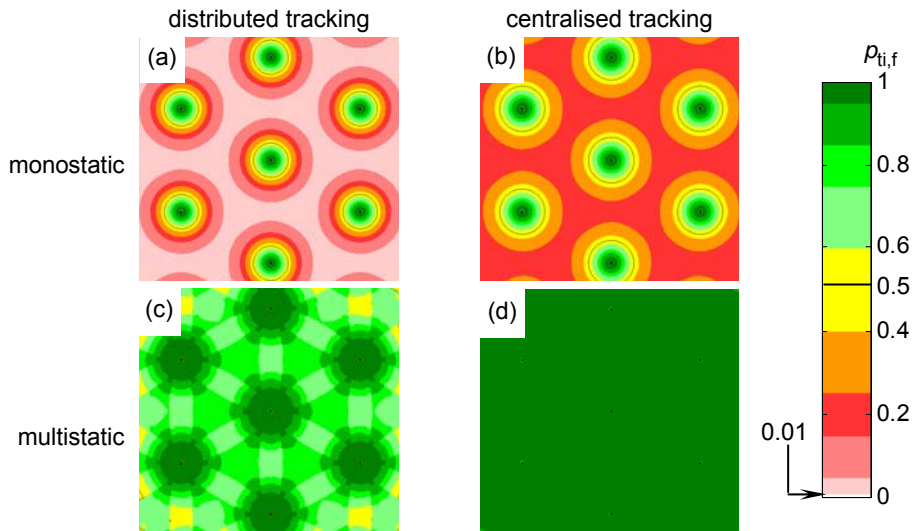 distributed tracking
centralised tracking
(a)
(b)
monostatic
(c)
(d)
multistatic
p_ti,f
1
0.8
0.6
0.5
0.4
0.2
0
0.01